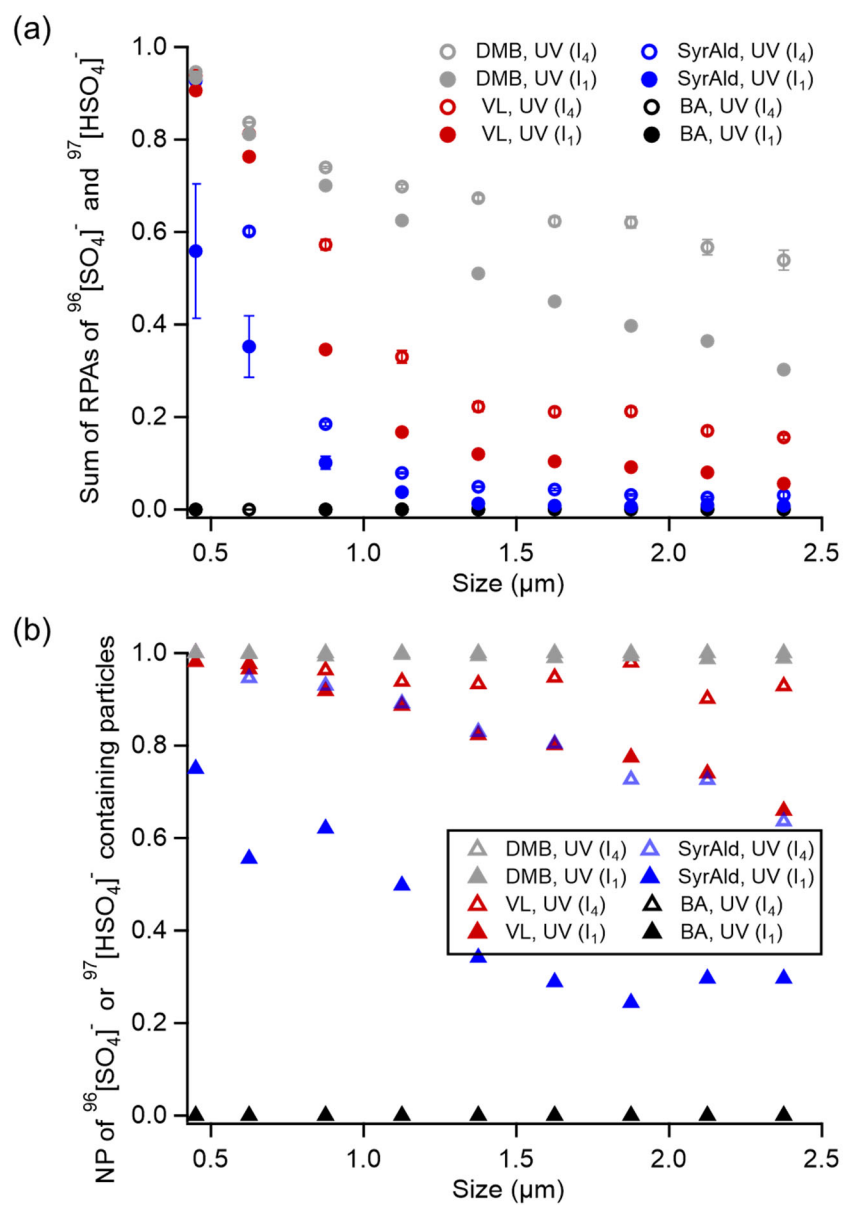 (a)
Sum of RPAs of ⁹⁶[SO₄]⁻ and ⁹⁷[HSO₄]⁻
1.0
0.8
0.6
0.4
0.2
0.0
DMB, UV (I₄)
DMB, UV (I₁)
VL, UV (I₄)
VL, UV (I₁)
SyrAld, UV (I₄)
SyrAld, UV (I₁)
BA, UV (I₄)
BA, UV (I₁)
0.5 1.0 1.5 2.0 2.5
Size (μm)
(b)
NP of ⁹⁶[SO₄]⁻ or ⁹⁷[HSO₄]⁻ containing particles
1.0
0.8
0.6
0.4
0.2
0.0
DMB, UV (I₄)
DMB, UV (I₁)
VL, UV (I₄)
VL, UV (I₁)
SyrAld, UV (I₄)
SyrAld, UV (I₁)
BA, UV (I₄)
BA, UV (I₁)
0.5 1.0 1.5 2.0 2.5
Size (μm)